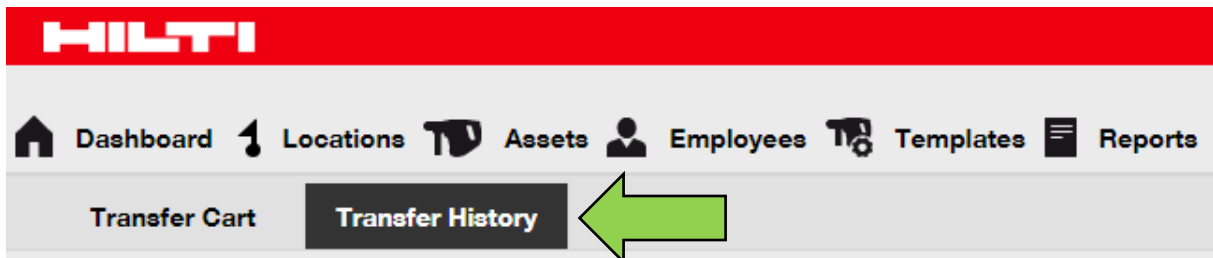 HILTI
Dashboard Locations Assets Employees Templates Reports
Transfer Cart Transfer History